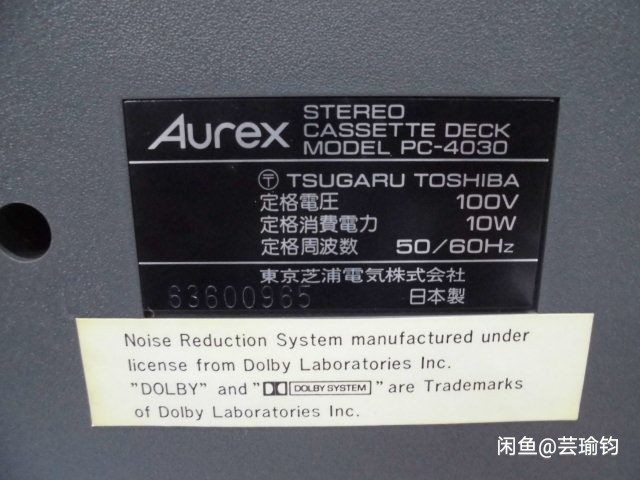 Aurex
STEREO
CASSETTE DECK
MODEL PC-4030
〒 TSUGARU TOSHIBA
定格電圧 100V
定格消費電力 10W
定格周波数 50/60Hz
東京芝浦電気株式会社
63600965 日本製
Noise Reduction System manufactured under
license from Dolby Laboratories Inc.
"DOLBY" and "DOLBY SYSTEM" are Trademarks
of Dolby Laboratories Inc.
闲鱼@芸瑜钧